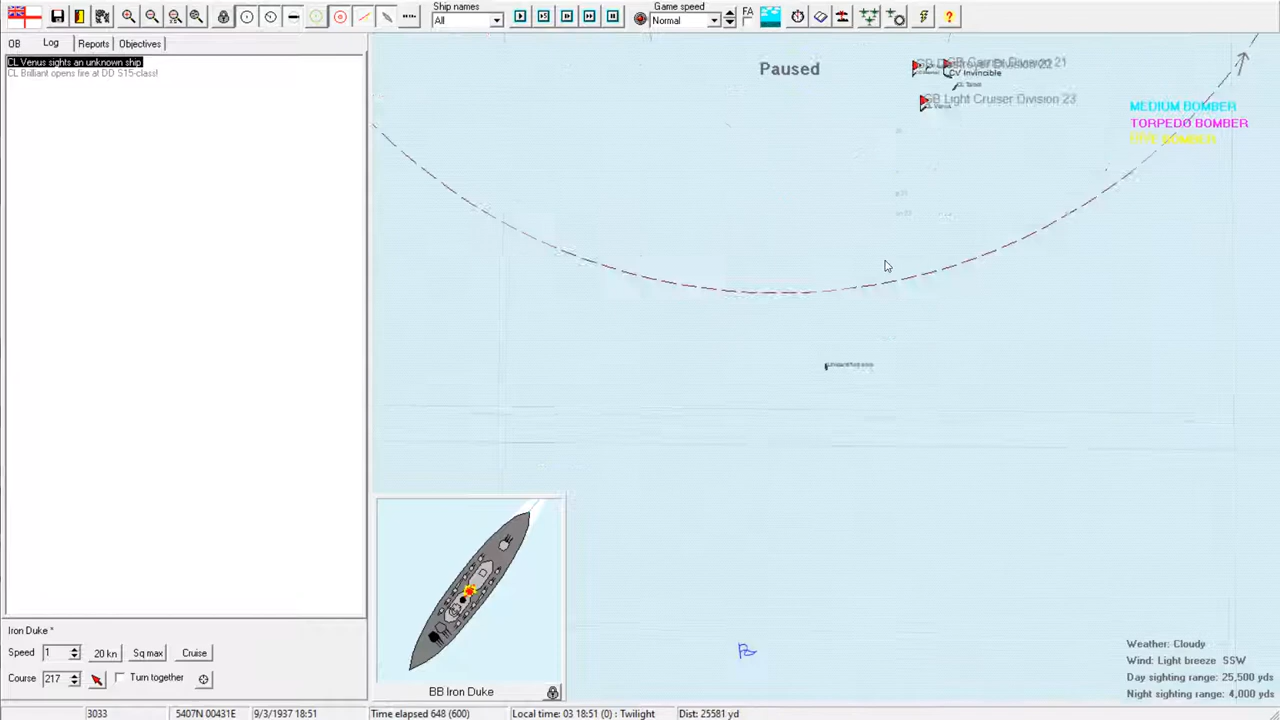 Ship names
All
Game speed
Normal
FA
OB
Log
Reports
Objectives
CL Venus sights an unknown ship
CL Brilliant opens fire at DD S15-class!
Paused
CV Invincible
GB Light Cruiser Division 23
CL Venus
MEDIUM BOMBER
TORPEDO BOMBER
DIVE BOMBER
Iron Duke *
Speed
1
20 kn
Sq max
Cruise
Course
217
Turn together
BB Iron Duke
Weather: Cloudy
Wind: Light breeze SSW
Day sighting range: 25,500 yds
Night sighting range: 4,000 yds
3033
5407N 00431E
9/3/1937 18:51
Time elapsed 648 (600)
Local time: 03 18:51 (0) : Twilight
Dist: 25581 yd